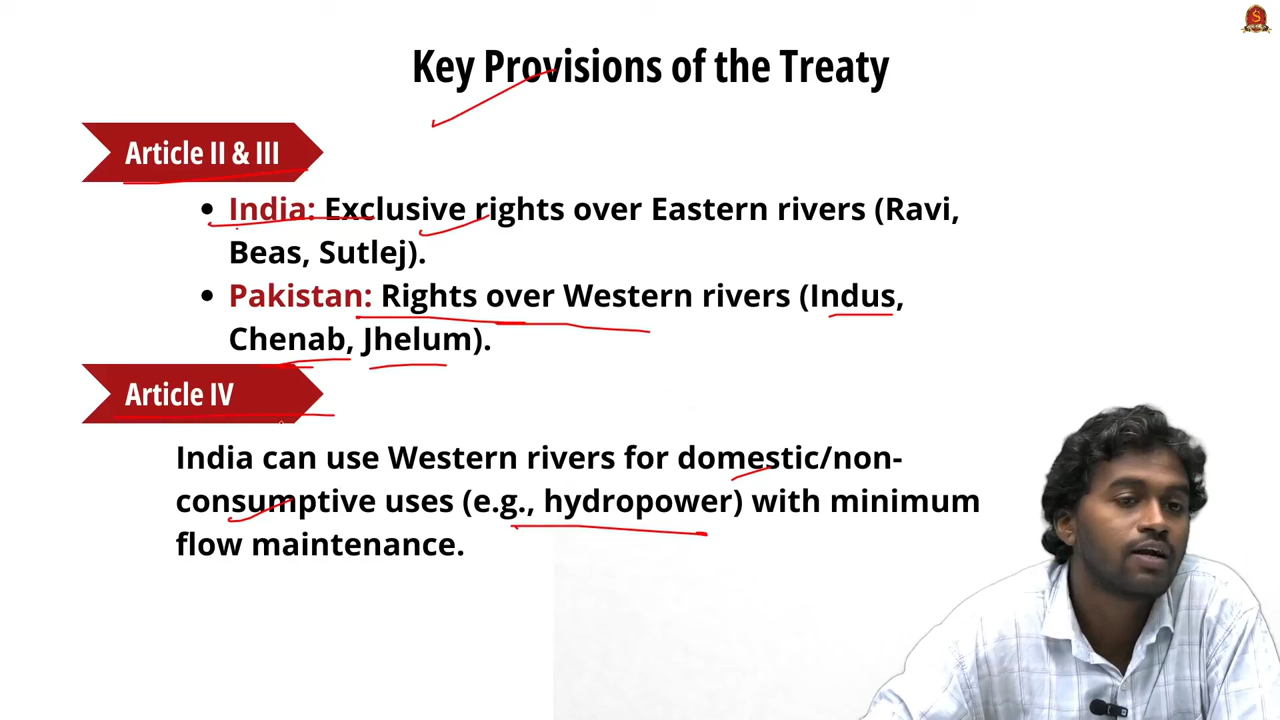 Key Provisions of the Treaty
Article II & III
• India: Exclusive rights over Eastern rivers (Ravi,
Beas, Sutlej).
• Pakistan: Rights over Western rivers (Indus,
Chenab, Jhelum).
Article IV
India can use Western rivers for domestic/non-
consumptive uses (e.g., hydropower) with minimum
flow maintenance.